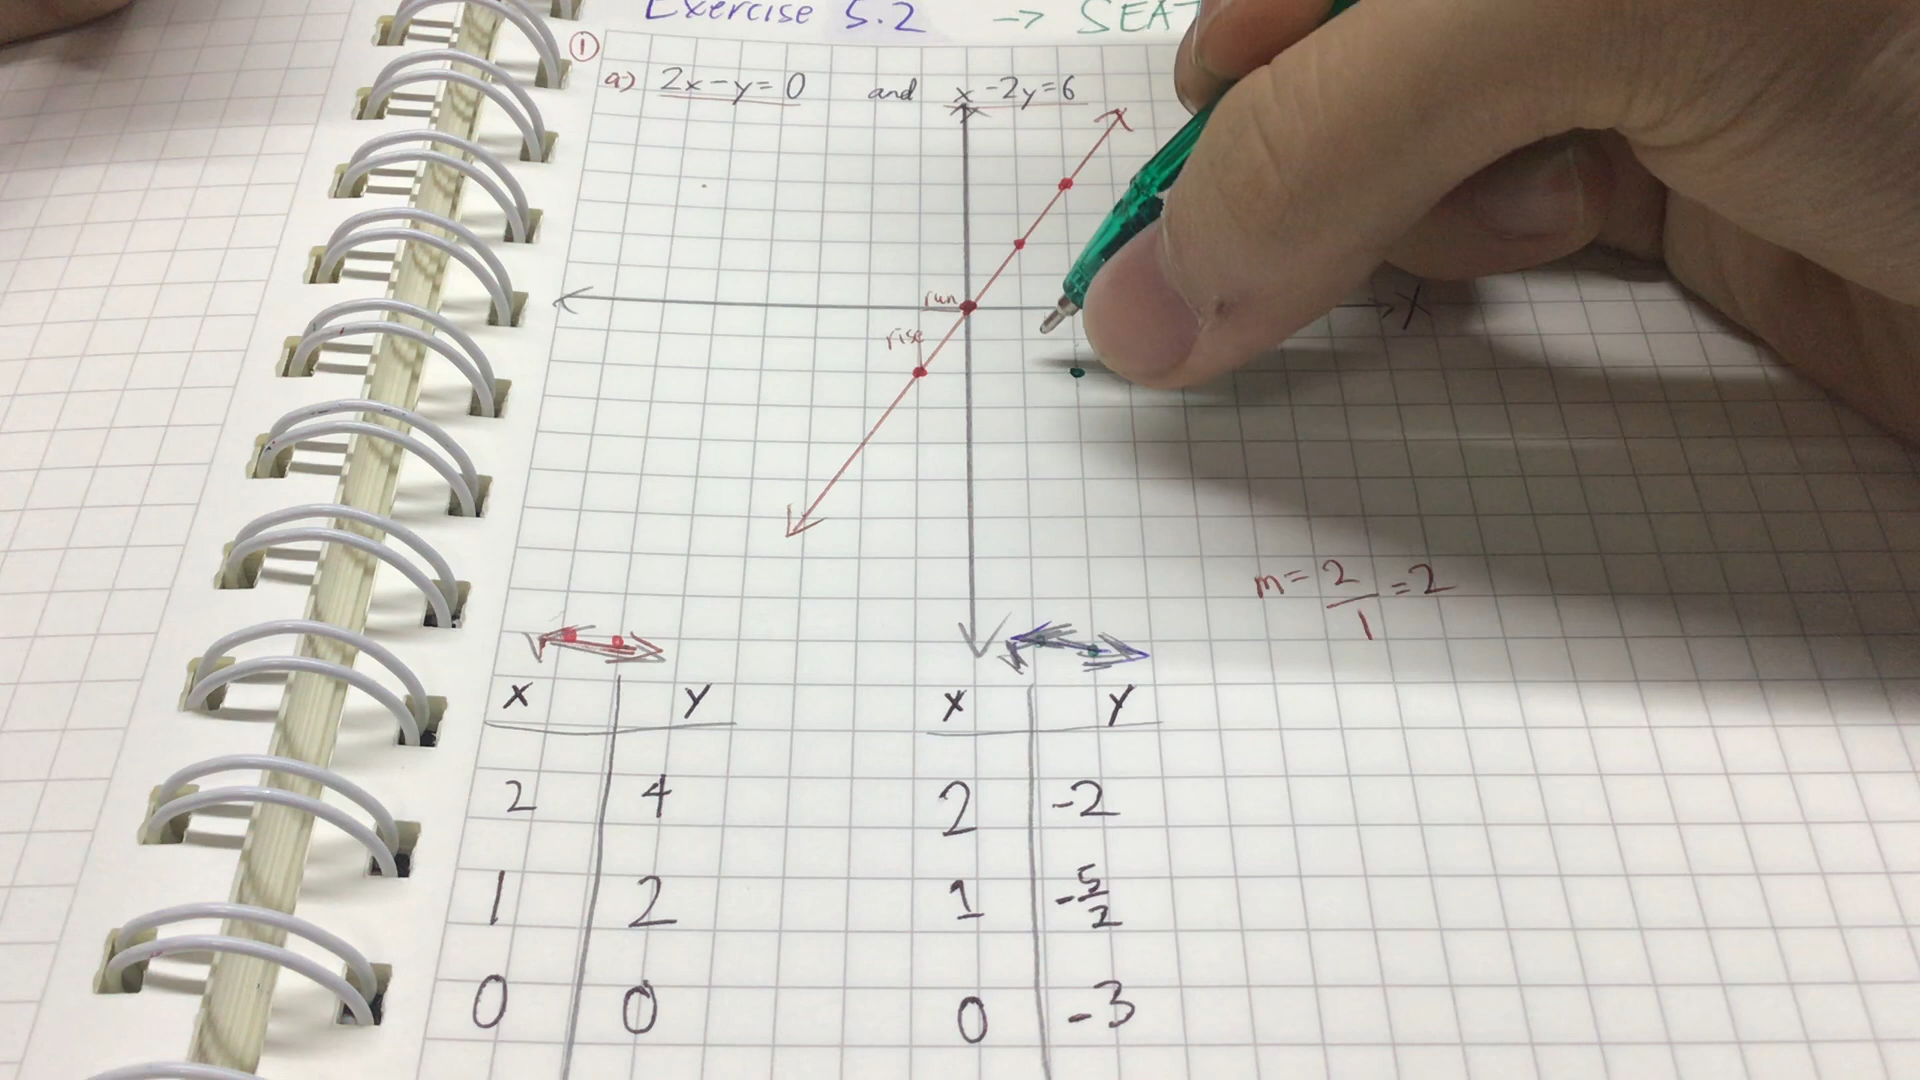 Exercise 5.2 → SEAT
①
a) 2x-y=0 and x-2y=6
run
x
rise
m= 2/1 =2
x y x y
2 4 2 -2
1 2 1 -5/2
0 0 0 -3